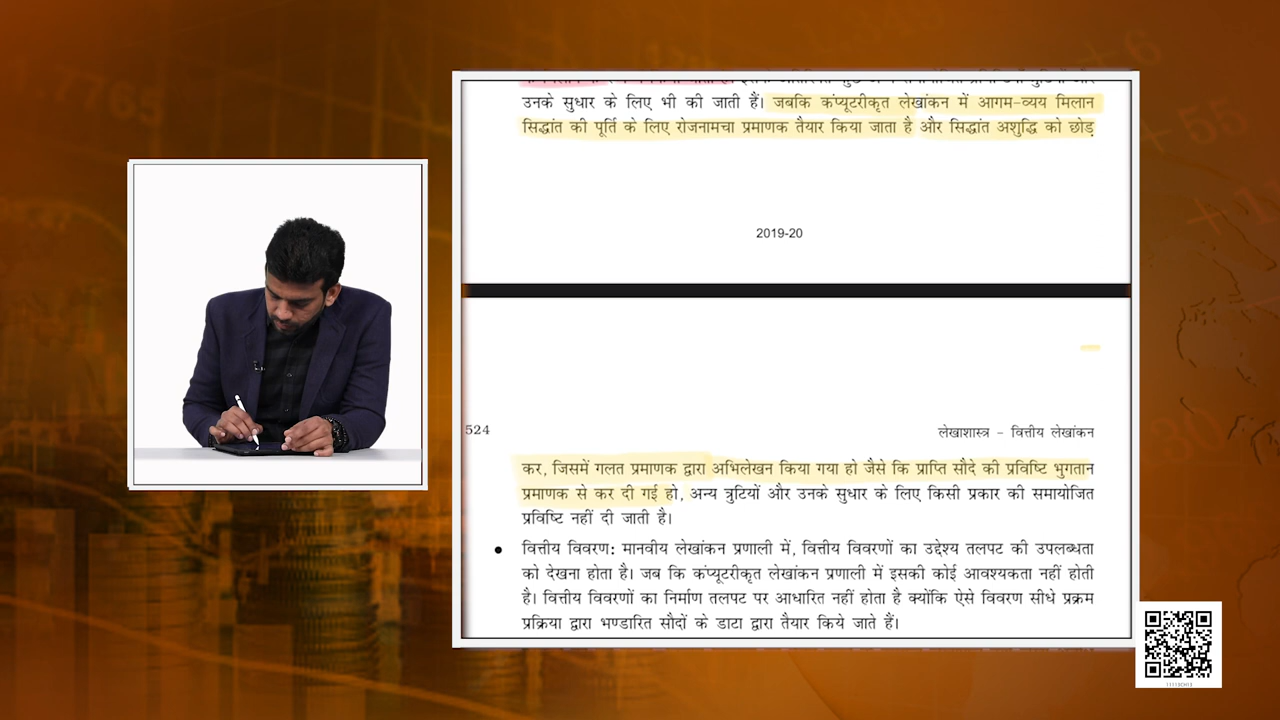 उनके सुधार के लिए भी की जाती हैं। जबकि कंप्यूटरीकृत लेखांकन में आगम-व्यय मिलान
सिद्धांत की पूर्ति के लिए रोजनामचा प्रमाणक तैयार किया जाता है और सिद्धांत अशुद्धि को छोड़
2019-20
524
लेखाशास्त्र - वित्तीय लेखांकन
कर, जिसमें गलत प्रमाणक द्वारा अभिलेखन किया गया हो जैसे कि प्राप्ति सौदे की प्रविष्टि भुगतान
प्रमाणक से कर दी गई हो, अन्य त्रुटियों और उनके सुधार के लिए किसी प्रकार की समायोजित
प्रविष्टि नहीं दी जाती है।
• वित्तीय विवरण: मानवीय लेखांकन प्रणाली में, वित्तीय विवरणों का उद्देश्य तलपट की उपलब्धता
को देखना होता है। जब कि कंप्यूटरीकृत लेखांकन प्रणाली में इसकी कोई आवश्यकता नहीं होती
है। वित्तीय विवरणों का निर्माण तलपट पर आधारित नहीं होता है क्योंकि ऐसे विवरण सीधे प्रक्रम
प्रक्रिया द्वारा भण्डारित सौदों के डाटा द्वारा तैयार किये जाते हैं।